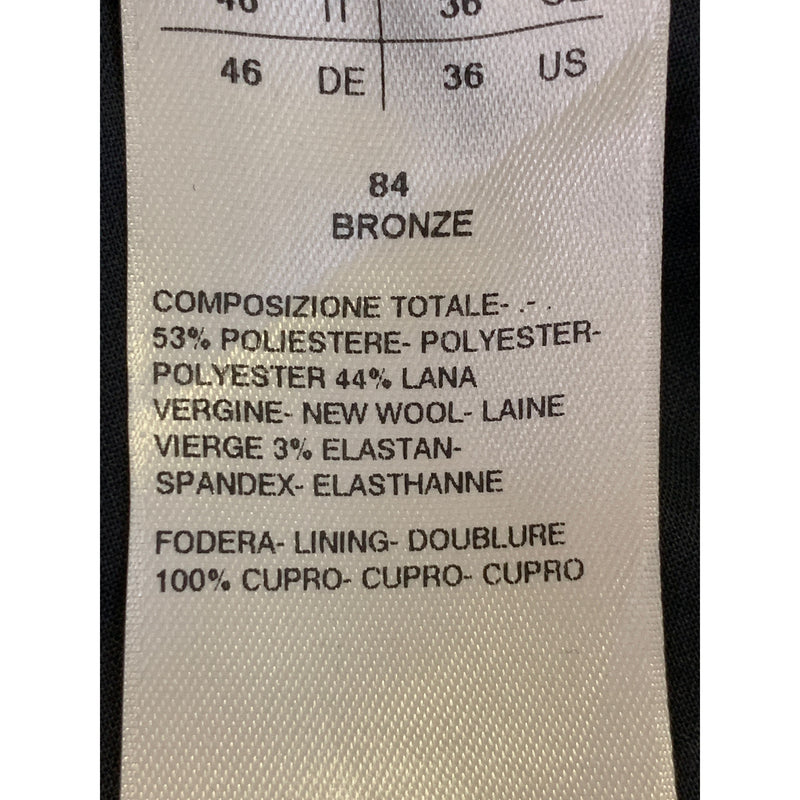 46 DE 36 US
84
BRONZE
COMPOSIZIONE TOTALE- .- .
53% POLIESTERE- POLYESTER-
POLYESTER 44% LANA
VERGINE- NEW WOOL- LAINE
VIERGE 3% ELASTAN-
SPANDEX- ELASTHANNE
FODERA- LINING- DOUBLURE
100% CUPRO- CUPRO- CUPRO